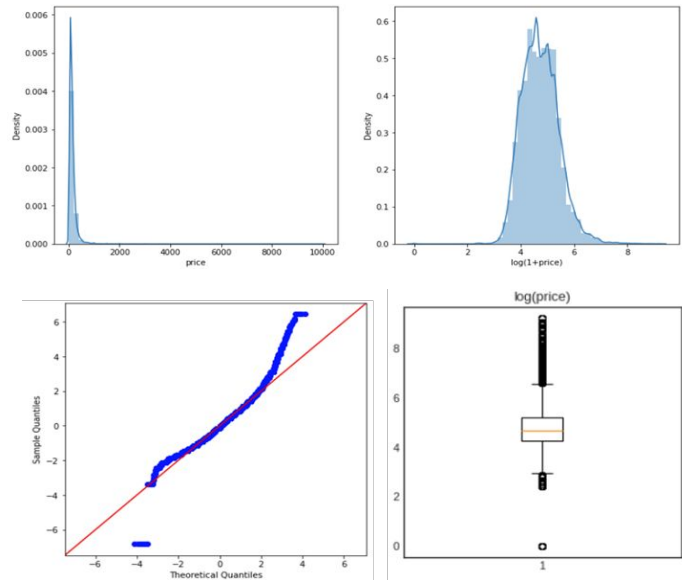 0.006
0.005
0.004
0.003
0.002
0.001
0.000
Density
0 2000 4000 6000 8000 10000
price
0.6
0.5
0.4
0.3
0.2
0.1
0.0
Density
0 2 4 6 8
log(1+price)
6
4
2
0
−2
−4
−6
Sample Quantiles
−6 −4 −2 0 2 4 6
Theoretical Quantiles
log(price)
8
6
4
2
0
1